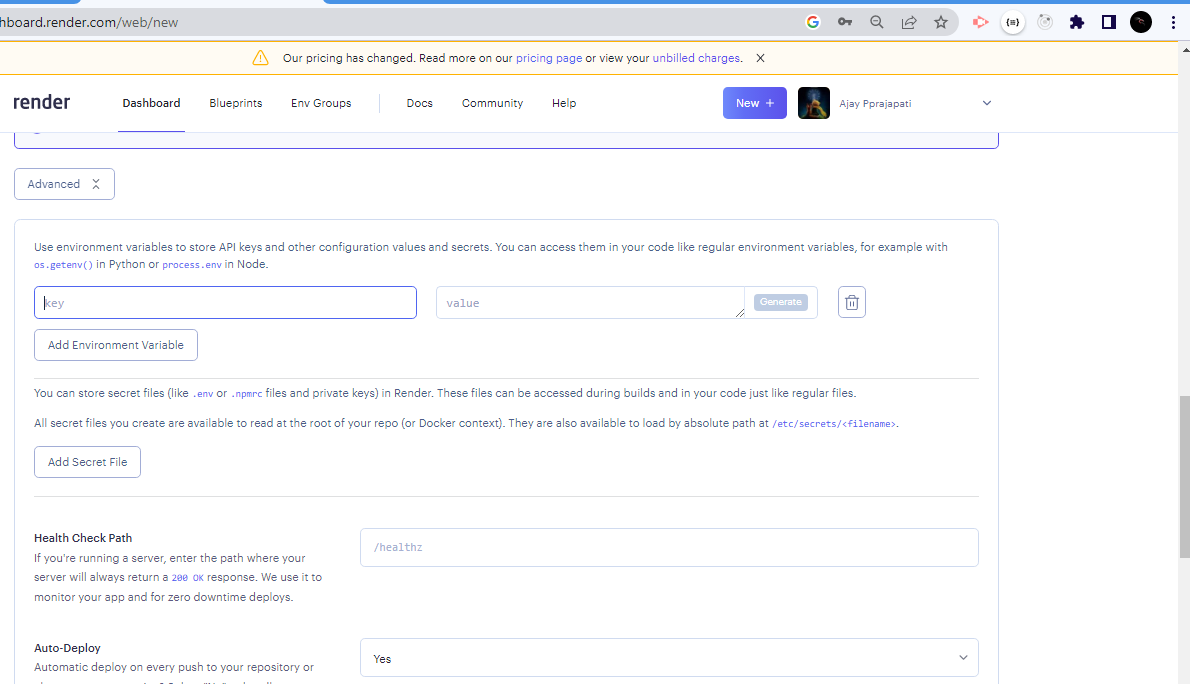 hboard.render.com/web/new
Our pricing has changed. Read more on our pricing page or view your unbilled charges.
render
Dashboard
Blueprints
Env Groups
Docs
Community
Help
New +
Ajay Pprajapati
Advanced
Use environment variables to store API keys and other configuration values and secrets. You can access them in your code like regular environment variables, for example with
os.getenv() in Python or process.env in Node.
key
value
Generate
Add Environment Variable
You can store secret files (like .env or .npmrc files and private keys) in Render. These files can be accessed during builds and in your code just like regular files.
All secret files you create are available to read at the root of your repo (or Docker context). They are also available to load by absolute path at /etc/secrets/<filename>.
Add Secret File
Health Check Path
If you're running a server, enter the path where your
server will always return a 200 OK response. We use it to
monitor your app and for zero downtime deploys.
/healthz
Auto-Deploy
Automatic deploy on every push to your repository or
Yes